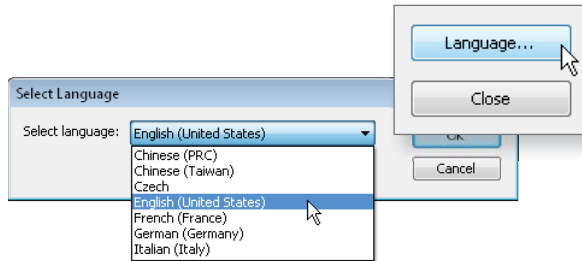 Language...
Close
Select Language
Select language:
English (United States)
OK
Chinese (PRC)
Chinese (Taiwan)
Cancel
Czech
English (United States)
French (France)
German (Germany)
Italian (Italy)